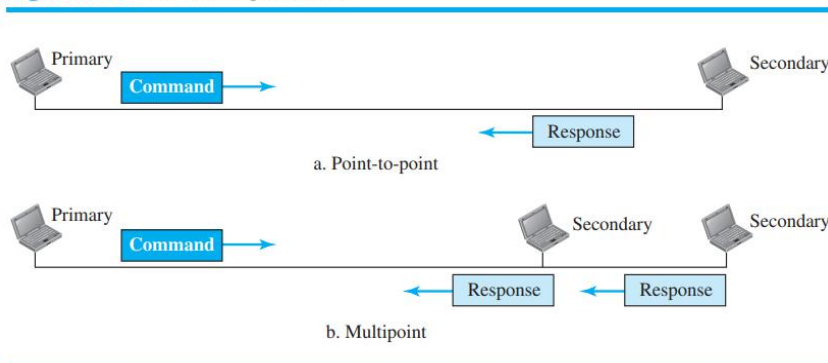 Primary
Secondary
Command
Response
a. Point-to-point
Primary
Secondary
Secondary
Command
Response
Response
b. Multipoint